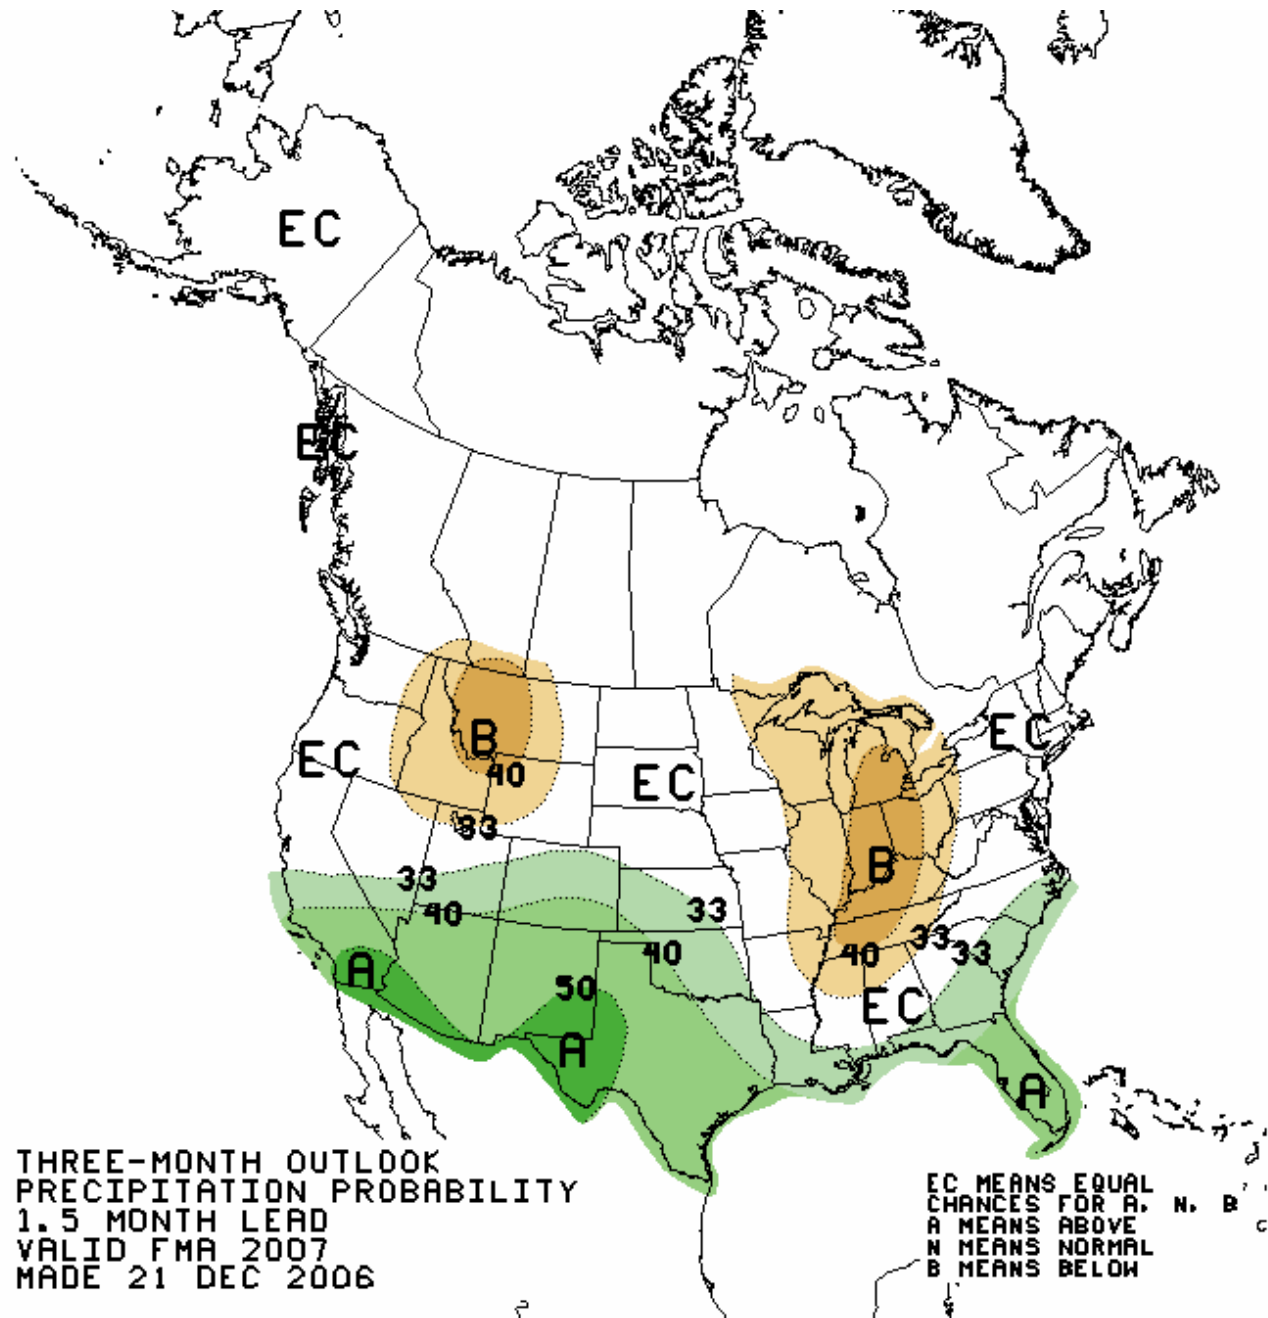 EC
EC
B
EC
40
EC
EC
33
B
33
40
33
40
33
33
40
A
50
EC
A
A
THREE-MONTH OUTLOOK
PRECIPITATION PROBABILITY
1.5 MONTH LEAD
VALID FMA 2007
MADE 21 DEC 2006
EC MEANS EQUAL
CHANCES FOR A, N, B
A MEANS ABOVE
N MEANS NORMAL
B MEANS BELOW